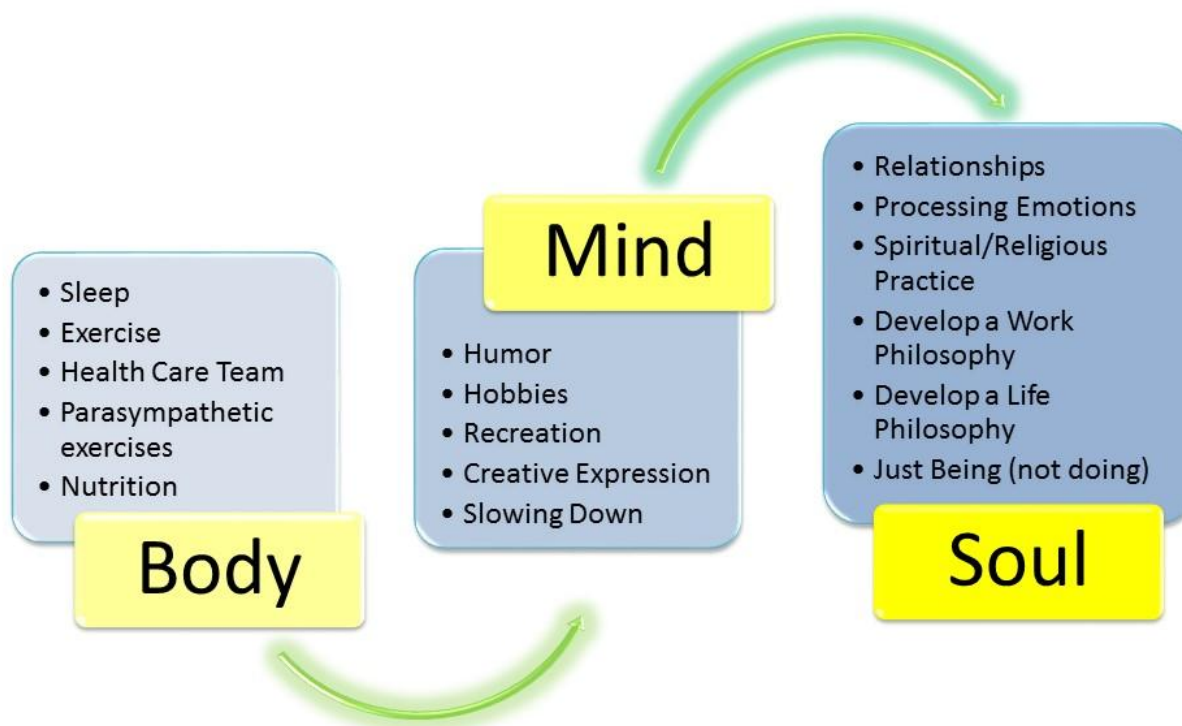 • Sleep
• Exercise
• Health Care Team
• Parasympathetic
exercises
• Nutrition
Body
Mind
• Humor
• Hobbies
• Recreation
• Creative Expression
• Slowing Down
• Relationships
• Processing Emotions
• Spiritual/Religious
Practice
• Develop a Work
Philosophy
• Develop a Life
Philosophy
• Just Being (not doing)
Soul